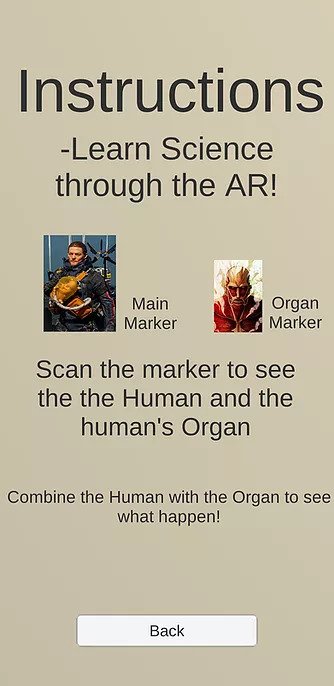 Instructions
-Learn Science
through the AR!
Main
Marker
Organ
Marker
Scan the marker to see
the the Human and the
human's Organ
Combine the Human with the Organ to see
what happen!
Back